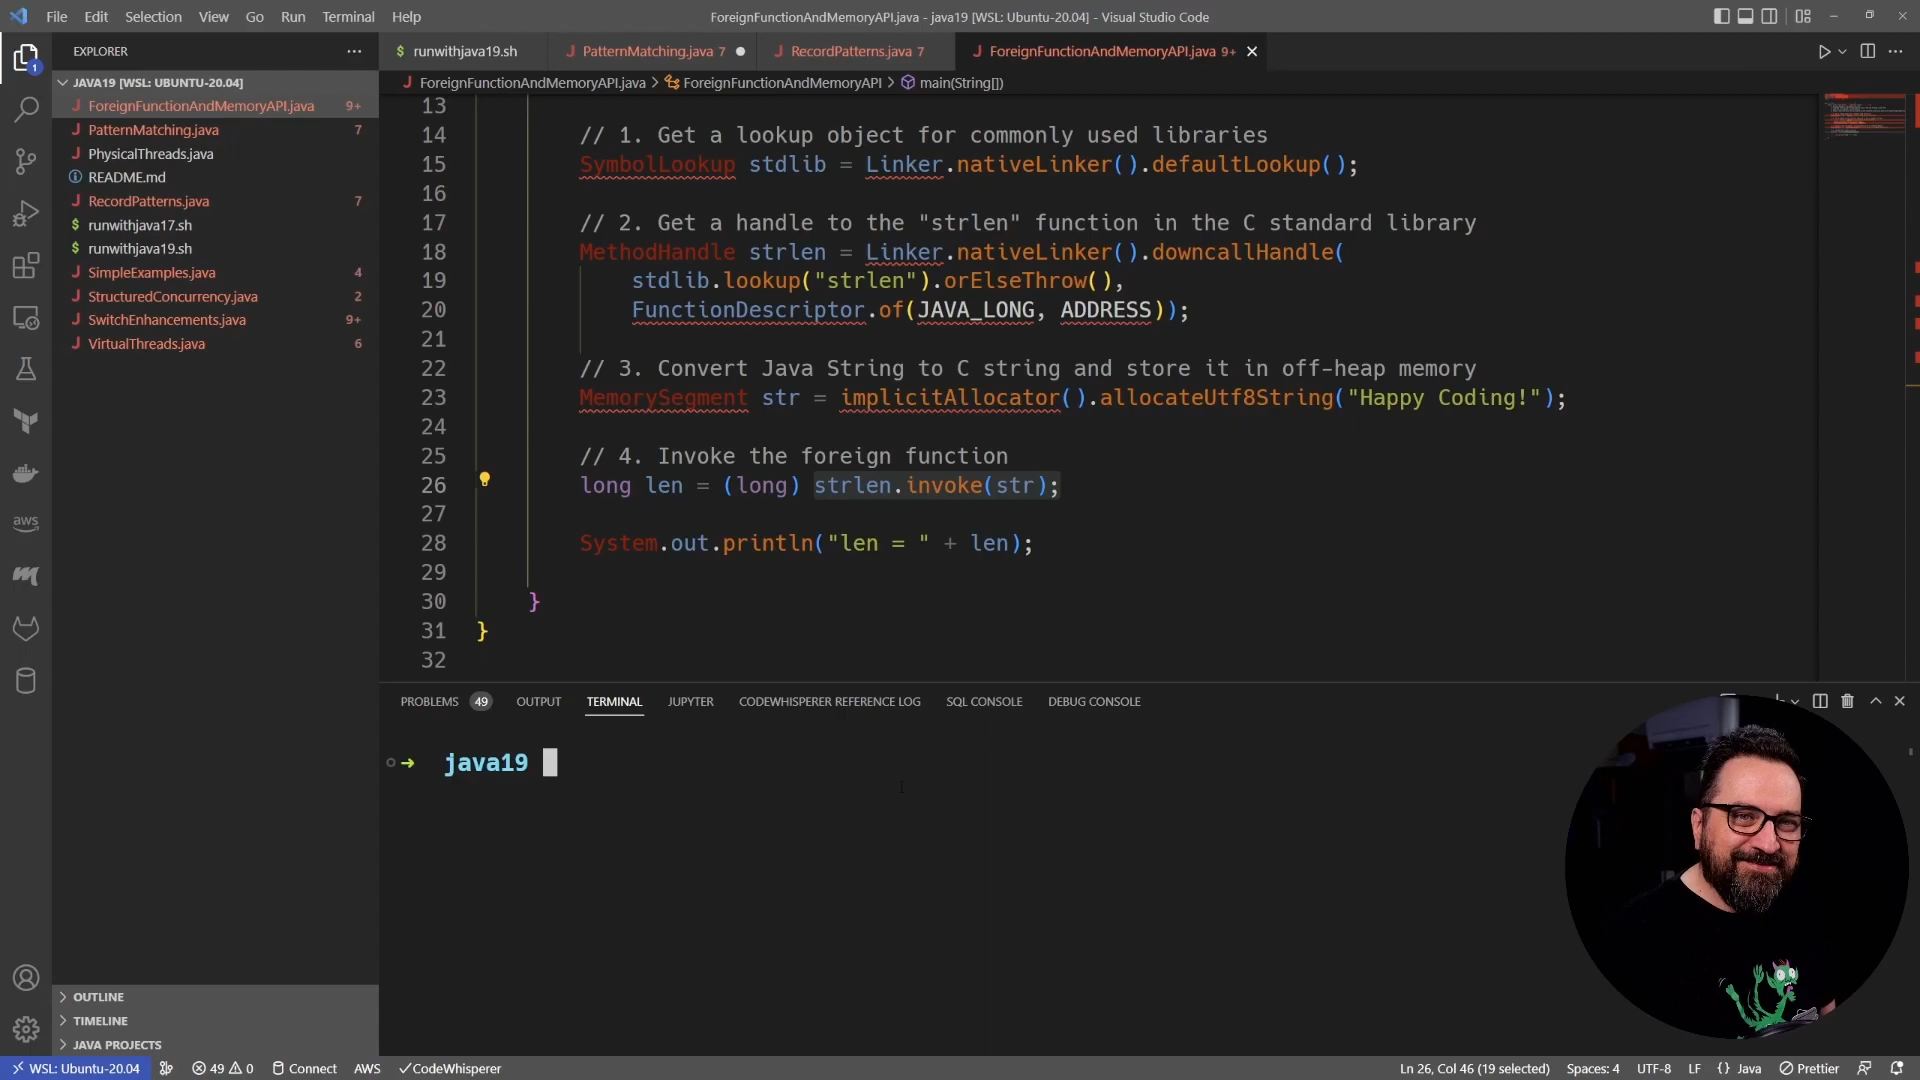 File Edit Selection View Go Run Terminal Help
ForeignFunctionAndMemoryAPI.java - java19 [WSL: Ubuntu-20.04] - Visual Studio Code
EXPLORER
JAVA19 [WSL: UBUNTU-20.04]
ForeignFunctionAndMemoryAPI.java 9+
PatternMatching.java 7
PhysicalThreads.java
README.md
RecordPatterns.java 7
runwithjava17.sh
runwithjava19.sh
SimpleExamples.java 4
StructuredConcurrency.java 2
SwitchEnhancements.java 9+
VirtualThreads.java 6
OUTLINE
TIMELINE
JAVA PROJECTS
1
aws
runwithjava19.sh PatternMatching.java 7 RecordPatterns.java 7 ForeignFunctionAndMemoryAPI.java 9+
ForeignFunctionAndMemoryAPI.java > ForeignFunctionAndMemoryAPI > main(String[])
13
14 // 1. Get a lookup object for commonly used libraries
15 SymbolLookup stdlib = Linker.nativeLinker().defaultLookup();
16
17 // 2. Get a handle to the "strlen" function in the C standard library
18 MethodHandle strlen = Linker.nativeLinker().downcallHandle(
19 stdlib.lookup("strlen").orElseThrow(),
20 FunctionDescriptor.of(JAVA_LONG, ADDRESS));
21
22 // 3. Convert Java String to C string and store it in off-heap memory
23 MemorySegment str = implicitAllocator().allocateUtf8String("Happy Coding!");
24
25 // 4. Invoke the foreign function
26 long len = (long) strlen.invoke(str);
27
28 System.out.println("len = " + len);
29
30 }
31 }
32
PROBLEMS 49 OUTPUT TERMINAL JUPYTER CODEWHISPERER REFERENCE LOG SQL CONSOLE DEBUG CONSOLE
➜ java19
WSL: Ubuntu-20.04 49 0 Connect AWS ✓CodeWhisperer Ln 26, Col 46 (19 selected) Spaces: 4 UTF-8 LF {} Java Prettier